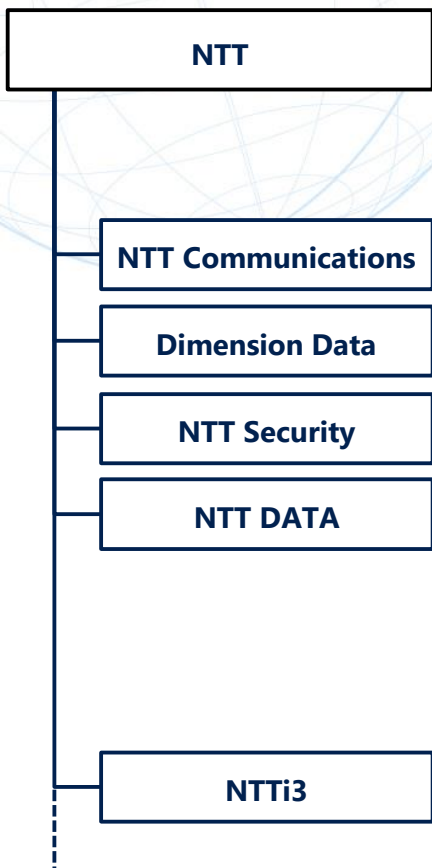 NTT
NTT Communications
Dimension Data
NTT Security
NTT DATA
NTTi3